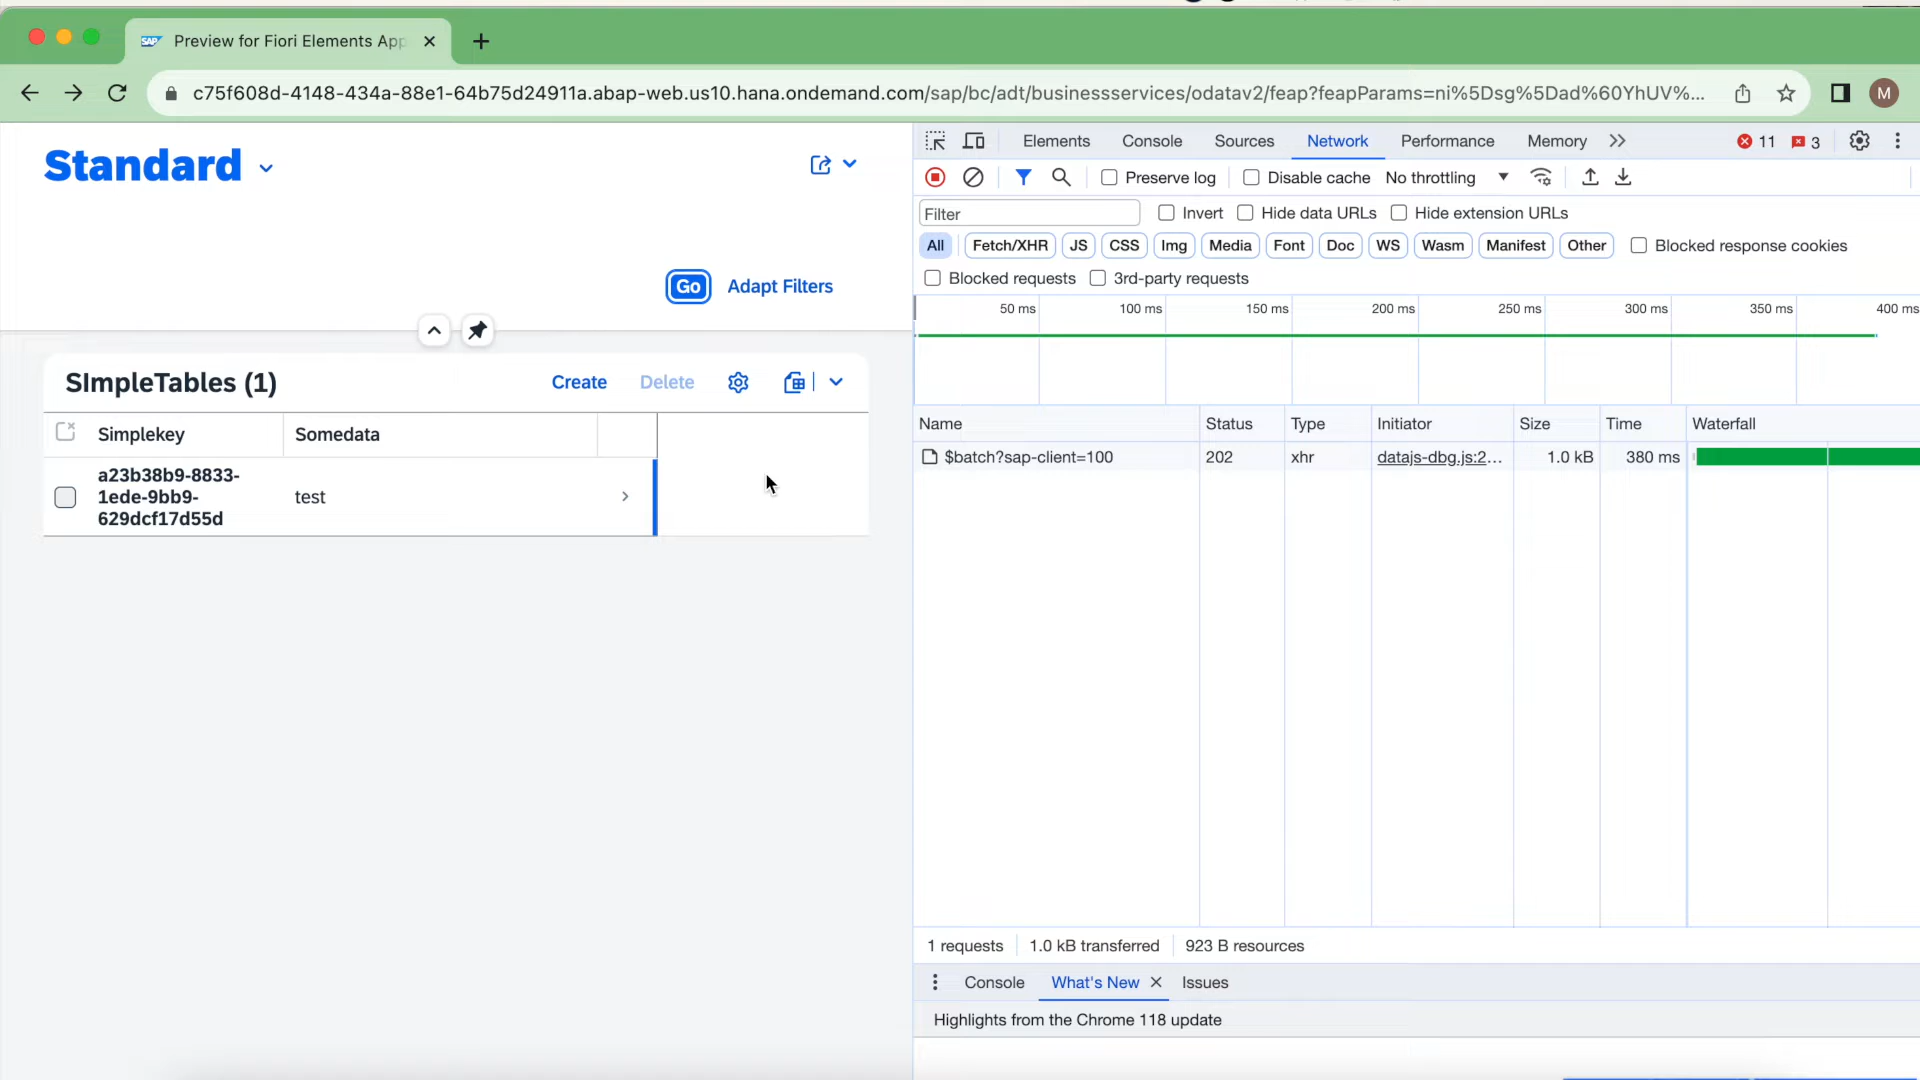 SAP Preview for Fiori Elements App
c75f608d-4148-434a-88e1-64b75d24911a.abap-web.us10.hana.ondemand.com/sap/bc/adt/businessservices/odatav2/feap?feapParams=ni%5Dsg%5Dad%60YhUV%... M
Standard
Go Adapt Filters
SImpleTables (1) Create Delete
Simplekey Somedata
a23b38b9-8833-
1ede-9bb9-
629dcf17d55d
test
Elements Console Sources Network Performance Memory 11 3
Preserve log Disable cache No throttling
Filter Invert Hide data URLs Hide extension URLs
All Fetch/XHR JS CSS Img Media Font Doc WS Wasm Manifest Other Blocked response cookies
Blocked requests 3rd-party requests
50 ms 100 ms 150 ms 200 ms 250 ms 300 ms 350 ms 400 ms
Name Status Type Initiator Size Time Waterfall
$batch?sap-client=100 202 xhr datajs-dbg.js:2... 1.0 kB 380 ms
1 requests 1.0 kB transferred 923 B resources
Console What's New Issues
Highlights from the Chrome 118 update